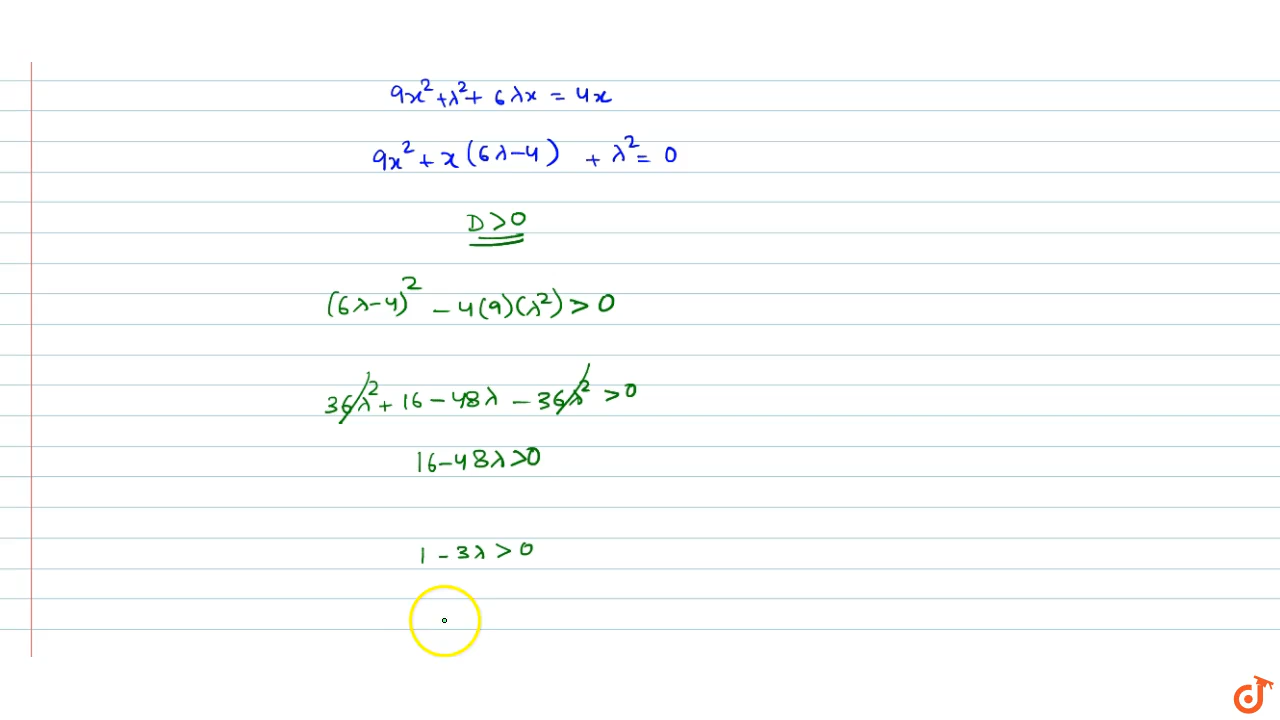 9x² + λ² + 6λx = 4x
9x² + x(6λ-4) + λ² = 0
D > 0
(6λ-4)² - 4(9)(λ²) > 0
36λ² + 16 - 48λ - 36λ² > 0
16 - 48λ > 0
1 - 3λ > 0